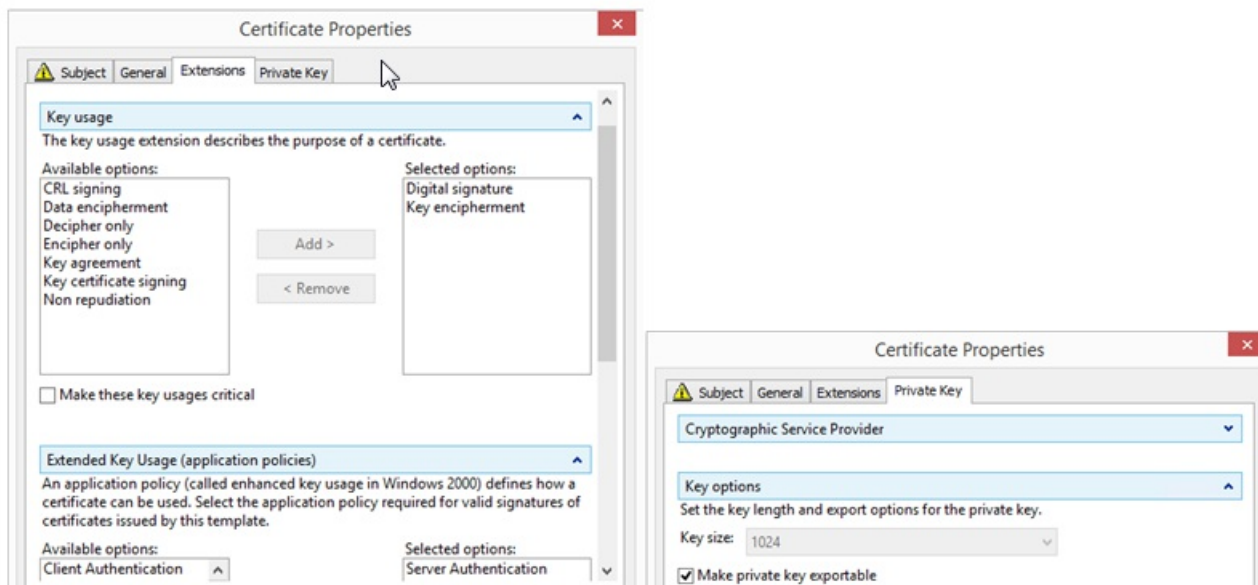 Certificate Properties
Subject General Extensions Private Key
Key usage
The key usage extension describes the purpose of a certificate.
Available options:
CRL signing
Data encipherment
Decipher only
Encipher only
Key agreement
Key certificate signing
Non repudiation
Add >
< Remove
Selected options:
Digital signature
Key encipherment
Make these key usages critical
Extended Key Usage (application policies)
An application policy (called enhanced key usage in Windows 2000) defines how a
certificate can be used. Select the application policy required for valid signatures of
certificates issued by this template.
Available options:
Client Authentication
Selected options:
Server Authentication
Certificate Properties
Subject General Extensions Private Key
Cryptographic Service Provider
Key options
Set the key length and export options for the private key.
Key size: 1024
Make private key exportable